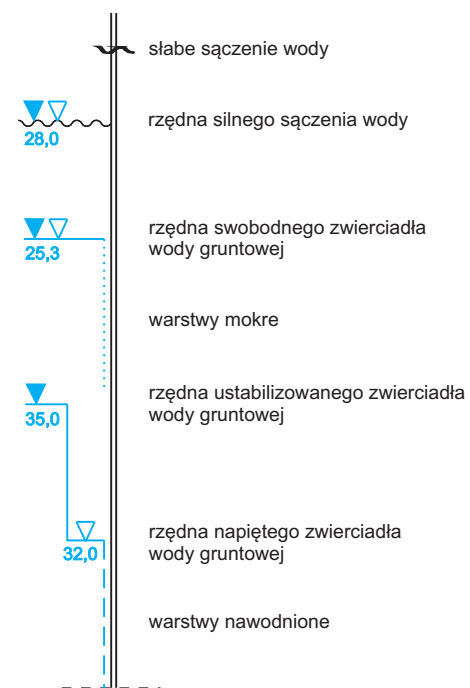 słabe sączenie wody
28,0
rzędna silnego sączenia wody
25,3
rzędna swobodnego zwierciadła
wody gruntowej
warstwy mokre
35,0
rzędna ustabilizowanego zwierciadła
wody gruntowej
32,0
rzędna napiętego zwierciadła
wody gruntowej
warstwy nawodnione